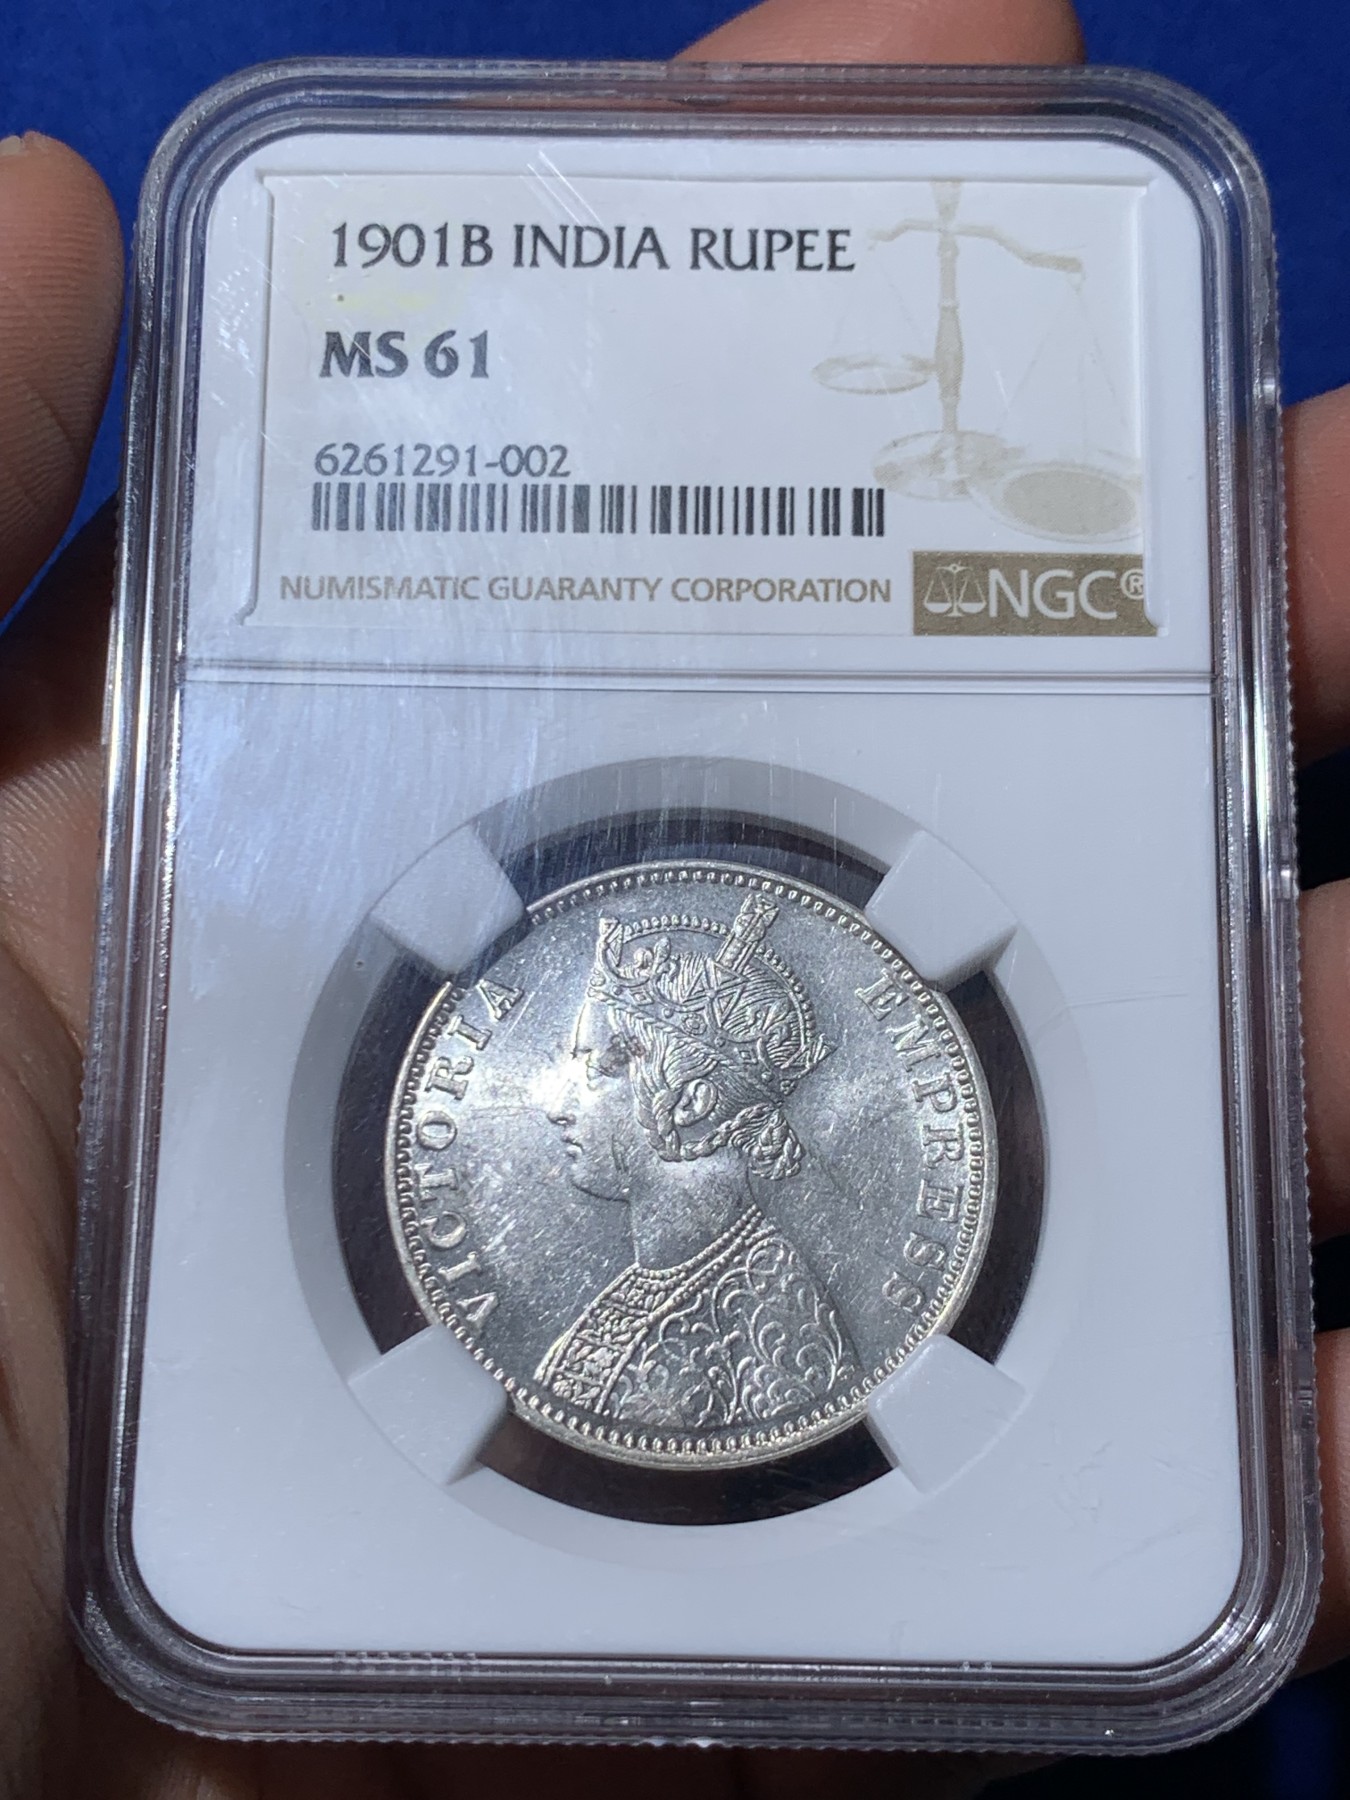 1901B INDIA RUPEE
MS 61
6261291-002
NUMISMATIC GUARANTY CORPORATION
NGC®
VICTORIA
EMPRESS